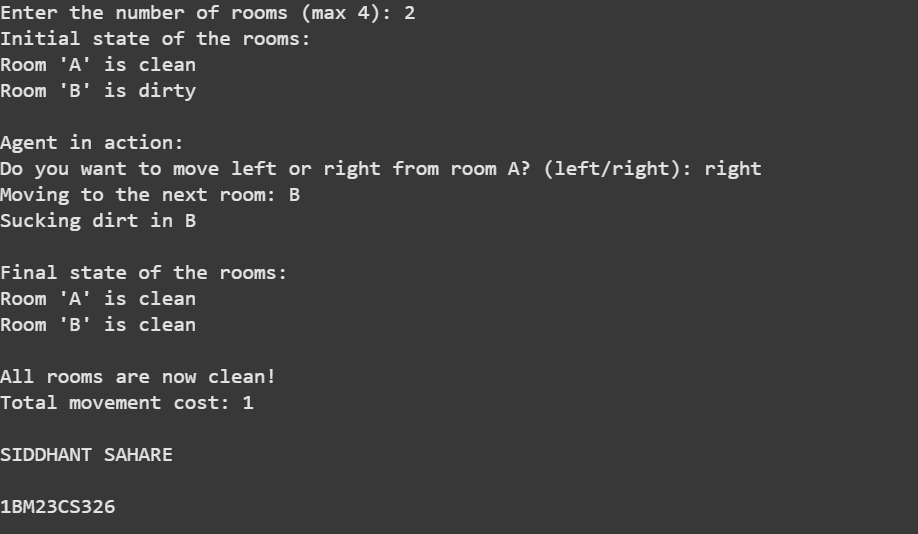 Enter the number of rooms (max 4): 2
Initial state of the rooms:
Room 'A' is clean
Room 'B' is dirty
Agent in action:
Do you want to move left or right from room A? (left/right): right
Moving to the next room: B
Sucking dirt in B
Final state of the rooms:
Room 'A' is clean
Room 'B' is clean
All rooms are now clean!
Total movement cost: 1
SIDDHANT SAHARE
1BM23CS326